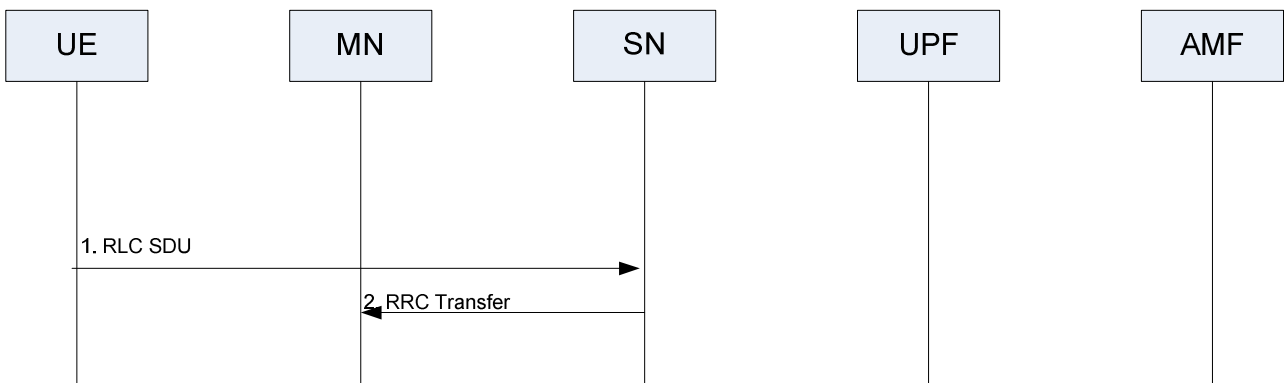 UE
MN
SN
UPF
AMF
1. RLC SDU
2. RRC Transfer